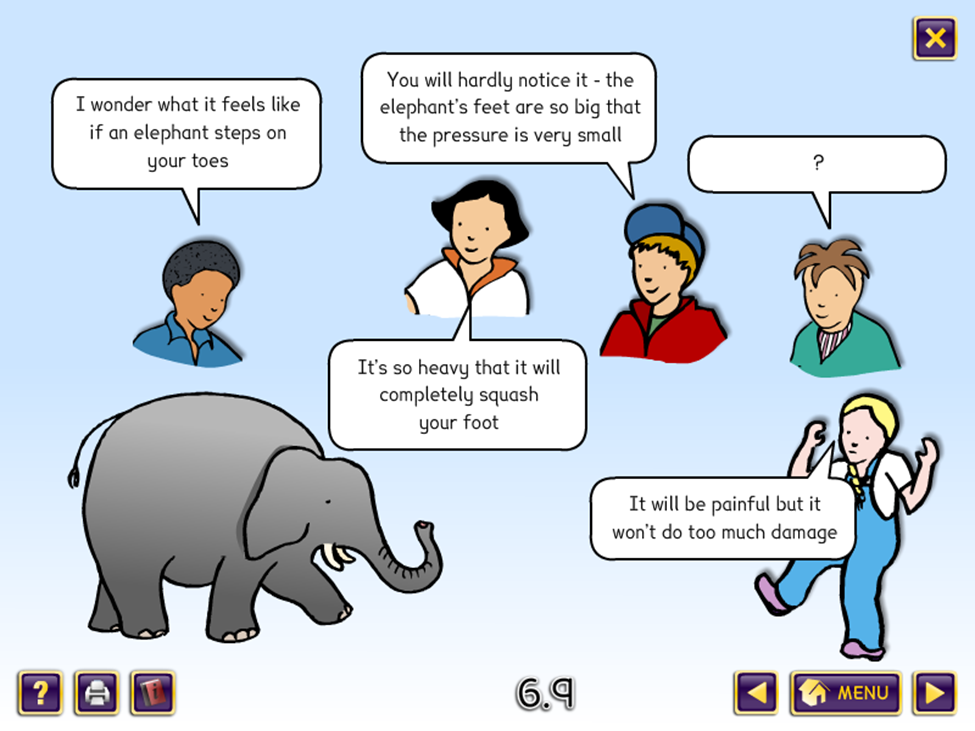 I wonder what it feels like
if an elephant steps on
your toes
You will hardly notice it - the
elephant's feet are so big that
the pressure is very small
?
It's so heavy that it will
completely squash
your foot
It will be painful but it
won't do too much damage
?
i
6.9
MENU